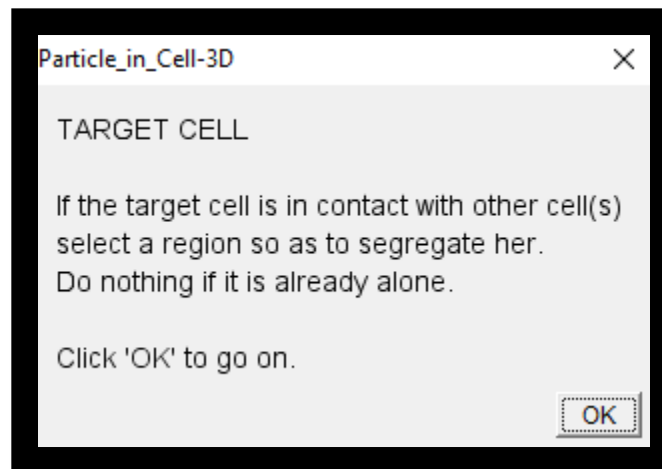 Particle_in_Cell-3D
TARGET CELL
If the target cell is in contact with other cell(s)
select a region so as to segregate her.
Do nothing if it is already alone.
Click 'OK' to go on.
OK